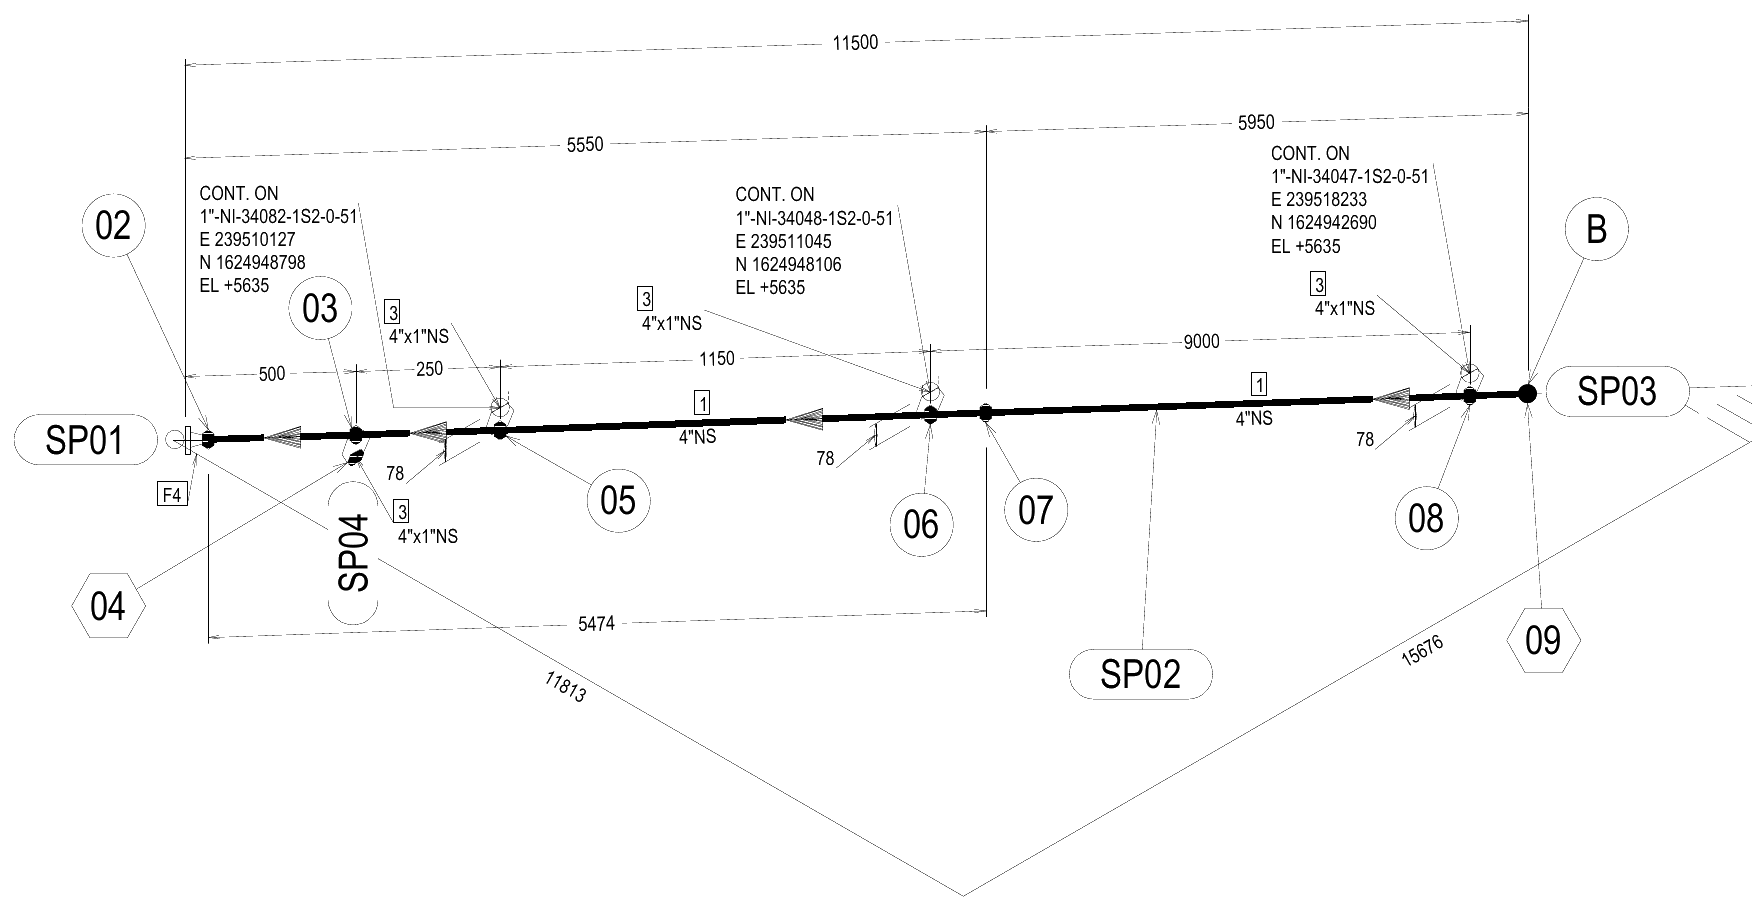 11500
5550
5950
CONT. ON
1"-NI-34082-1S2-0-51
E 239510127
N 1624948798
EL +5635
CONT. ON
1"-NI-34048-1S2-0-51
E 239511045
N 1624948106
EL +5635
CONT. ON
1"-NI-34047-1S2-0-51
E 239518233
N 1624942690
EL +5635
02
03
B
3
4"x1"NS
3
4"x1"NS
3
4"x1"NS
500
250
1150
9000
SP01
1
4"NS
1
4"NS
SP03
F4
78
78
78
3
4"x1"NS
SP04
05
06
07
08
04
09
5474
SP02
11813
15676